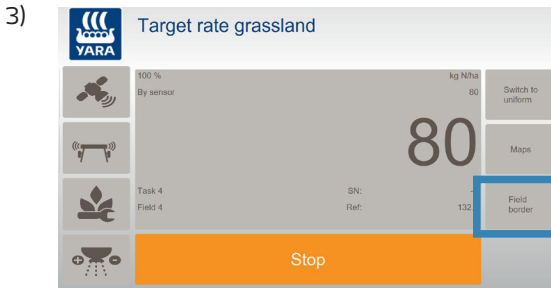 3)
YARA
Target rate grassland
100 %
kg N/ha
By sensor
80
80
Switch to
uniform
Maps
Task 4
SN:
-
Field 4
Ref:
132.
Field
border
Stop